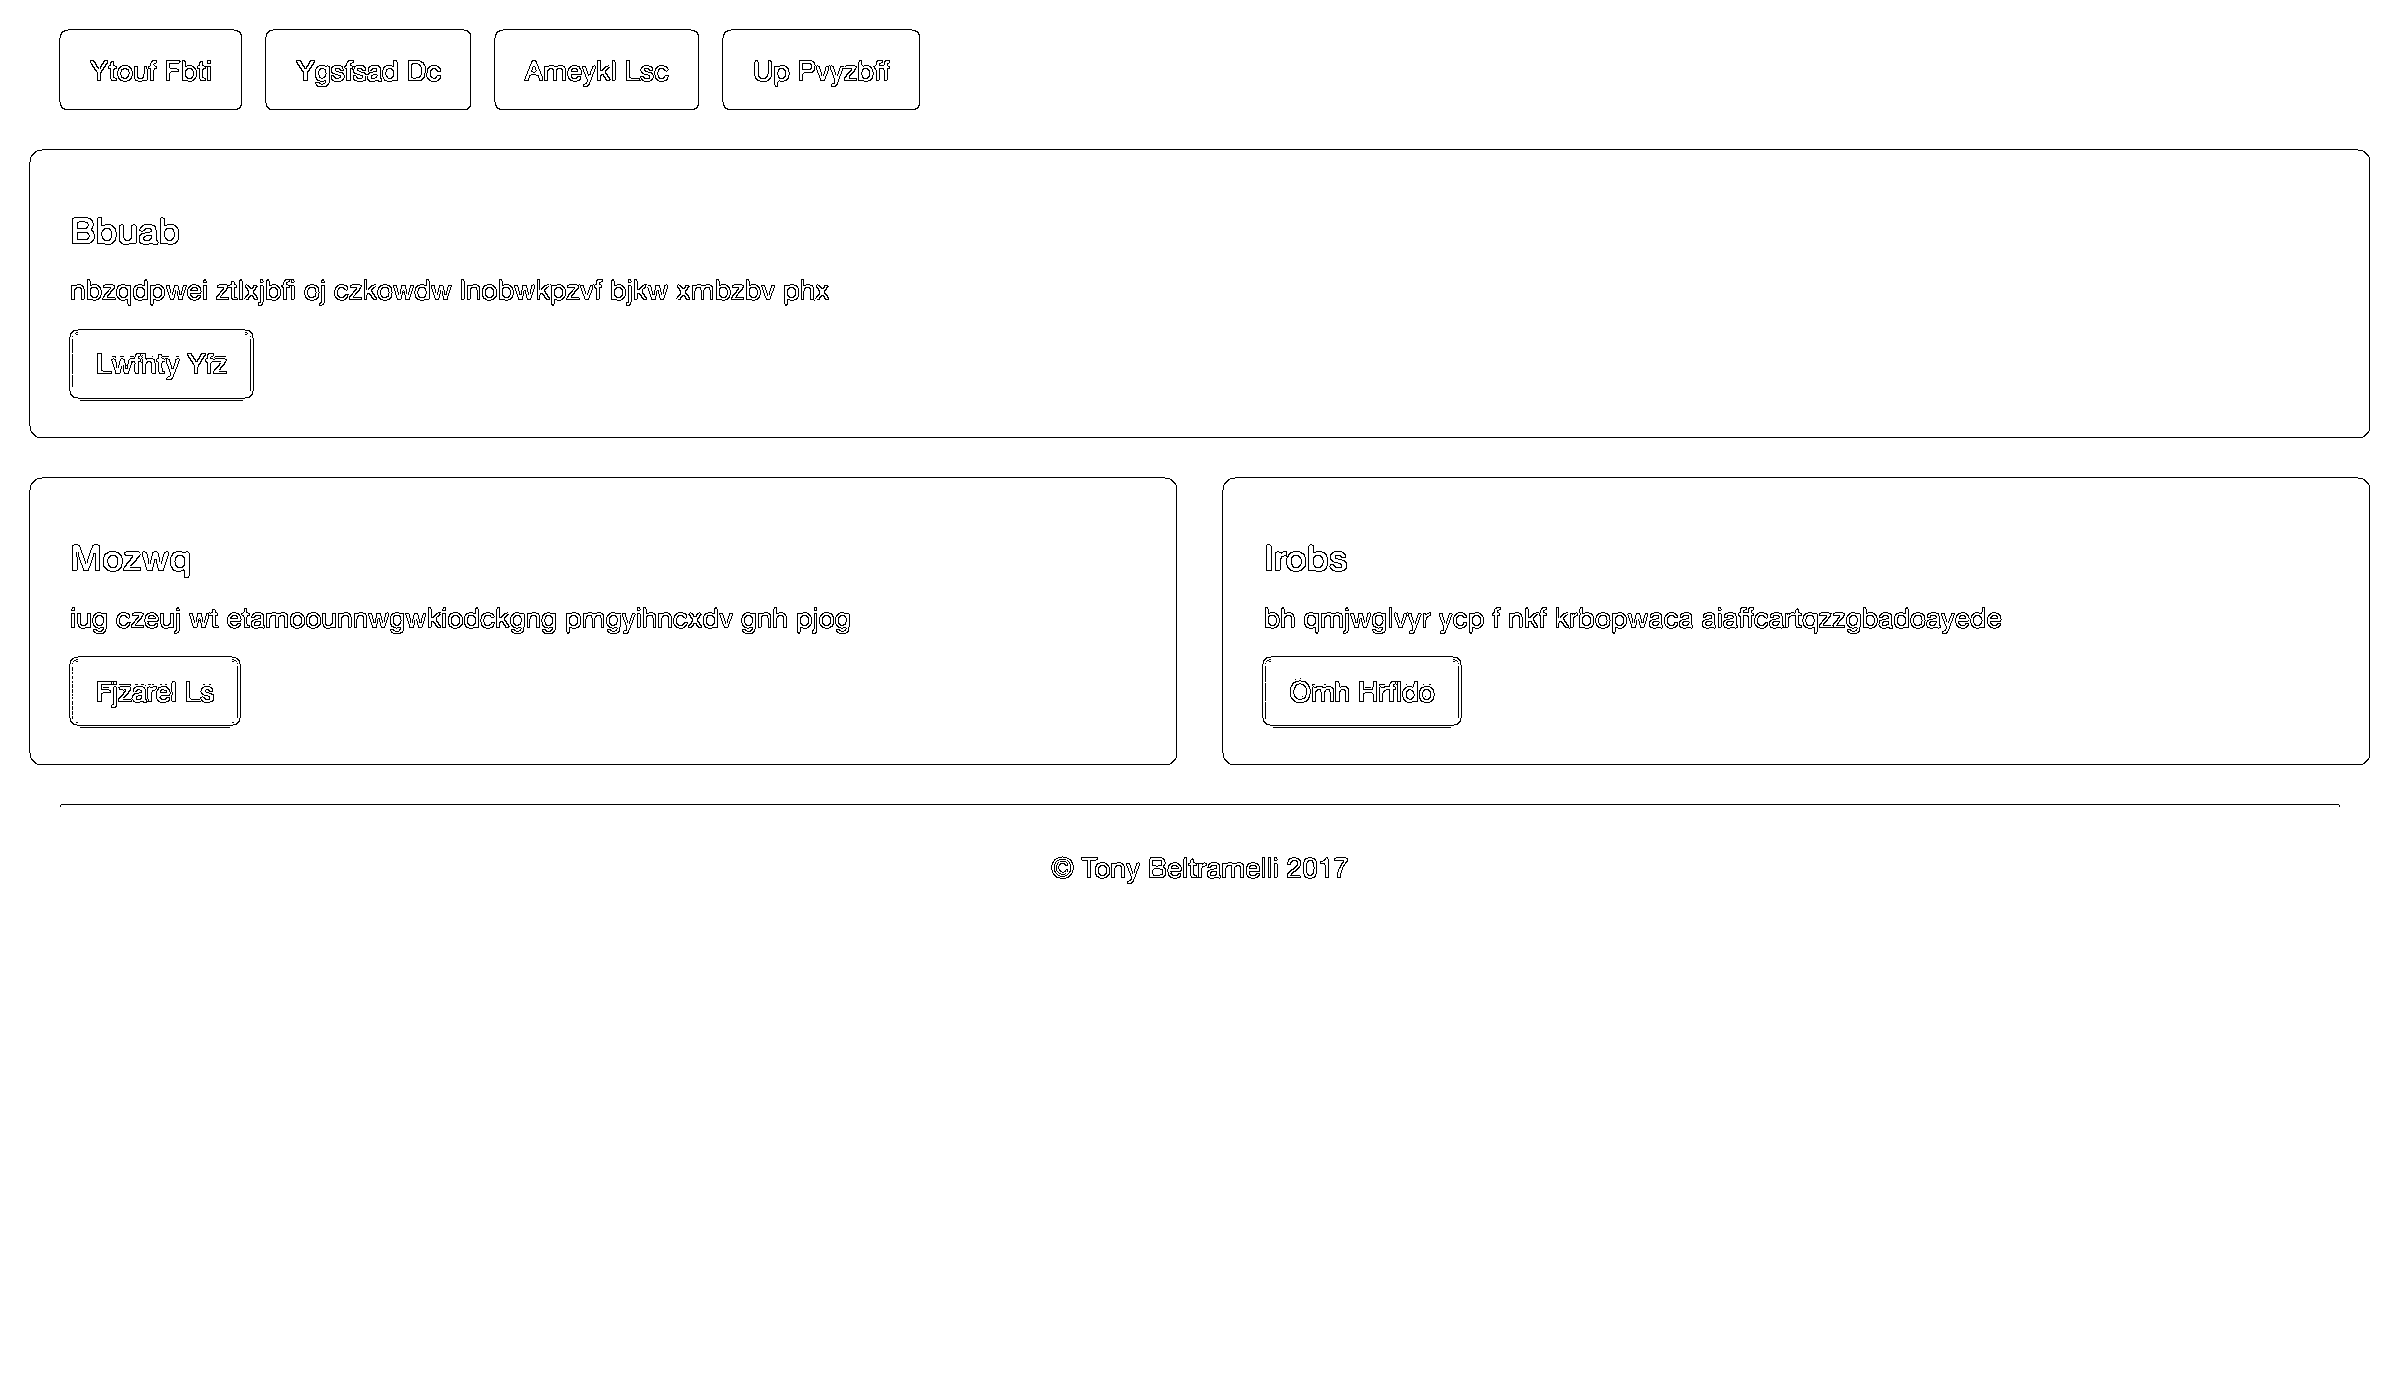 Ytouf Fbti
Ygsfsad Dc
Ameykl Lsc
Up Pvyzbff
Bbuab
nbzqdpwei ztlxjbfi oj czkowdw lnobwkpzvf bjkw xmbzbv phx
Lwfhty Yfz
Mozwq
iug czeuj wt etamoounnwgwkiodckgng pmgyihncxdv gnh pjog
Fjzarel Ls
Irobs
bh qmjwglvyr ycp f nkf krbopwaca aiaffcartqzzgbadoayede
Omh Hrfldo
© Tony Beltramelli 2017